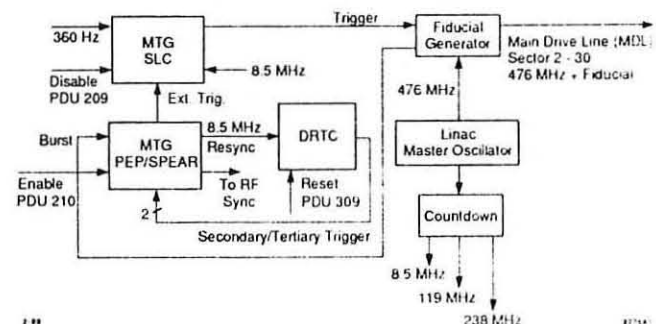 360 Hz
MTG
SLC
Trigger
Fiducial
Generator
Main Drive Line (MDL)
Sector 2 - 30
476 MHz + Fiducial
Disable
PDU 209
8.5 MHz
Ext. Trig.
476 MHz
Burst
MTG
PEP/SPEAR
8.5 MHz
Resync
DRTC
Linac
Master Oscillator
Enable
PDU 210
To RF
Sync
Reset
PDU 309
2
Secondary/Tertiary Trigger
Countdown
8.5 MHz
119 MHz
238 MHz